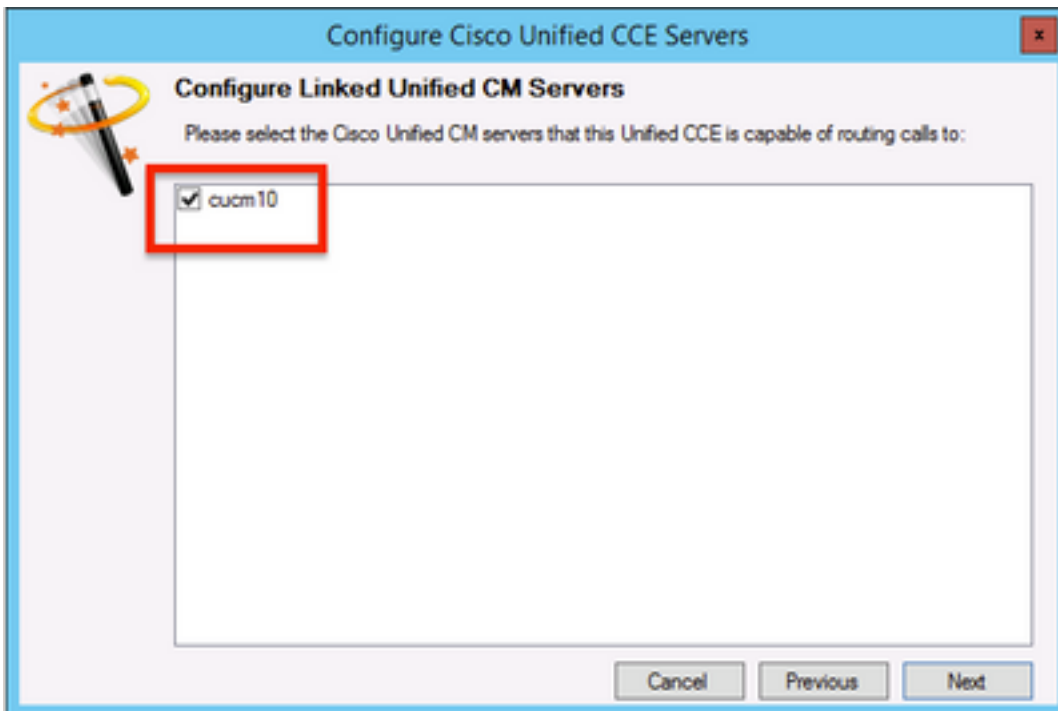 Configure Cisco Unified CCE Servers
x
Configure Linked Unified CM Servers
Please select the Cisco Unified CM servers that this Unified CCE is capable of routing calls to:
cucm10
Cancel Previous Next